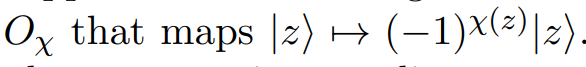 O_χ that maps |z⟩ ↦ (−1)^{χ(z)}|z⟩.